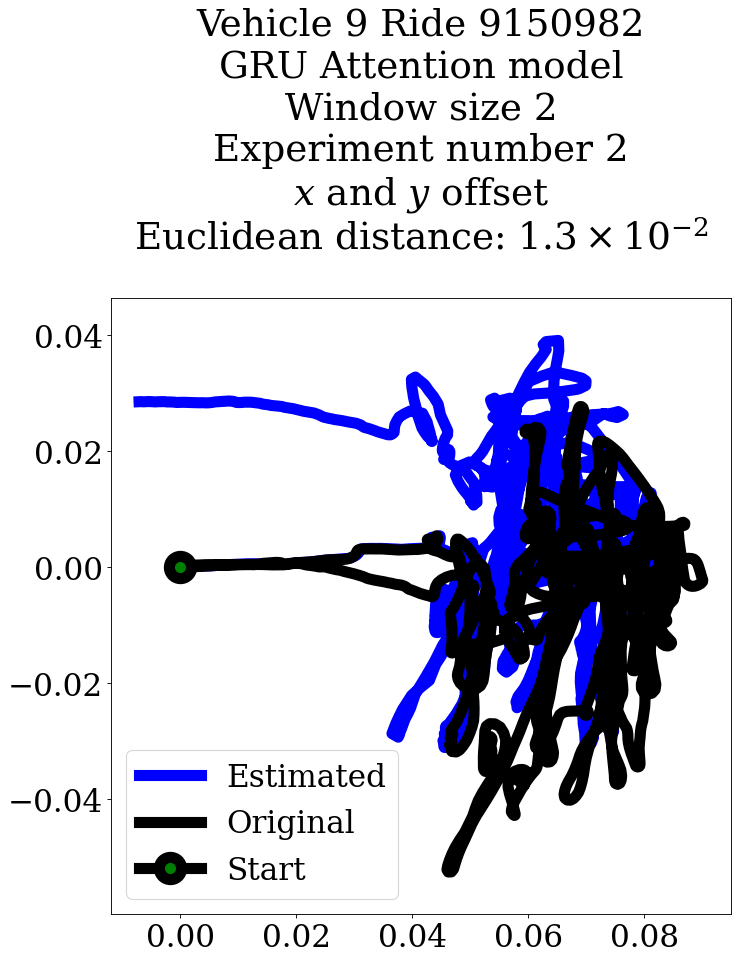 Vehicle 9 Ride 9150982
GRU Attention model
Window size 2
Experiment number 2
x and y offset
Euclidean distance: 1.3 × 10⁻²
0.04
0.02
0.00
−0.02
−0.04
Estimated
Original
Start
0.00 0.02 0.04 0.06 0.08